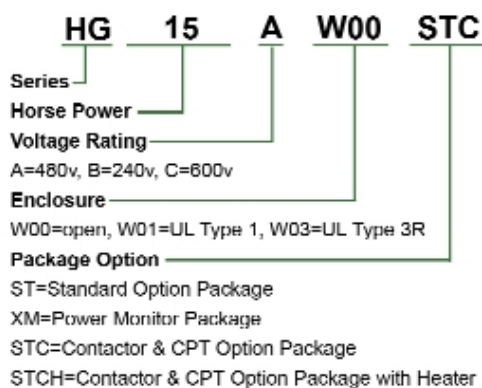 HG 15 A W00 STC
Series
Horse Power
Voltage Rating
A=480v, B=240v, C=600v
Enclosure
W00=open, W01=UL Type 1, W03=UL Type 3R
Package Option
ST=Standard Option Package
XM=Power Monitor Package
STC=Contactor & CPT Option Package
STCH=Contactor & CPT Option Package with Heater